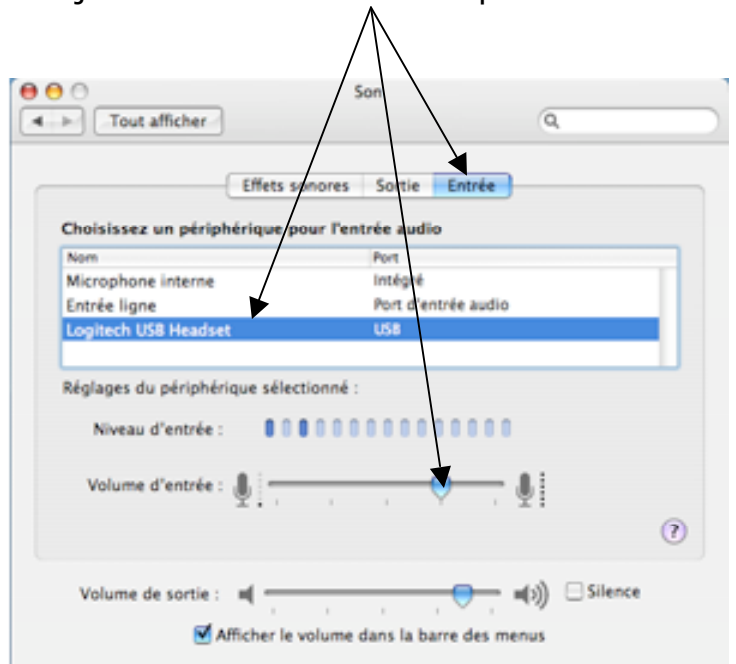 Son
Tout afficher
Effets sonores Sortie Entrée
Choisissez un périphérique pour l'entrée audio
Nom Port
Microphone interne Intégré
Entrée ligne Port d'entrée audio
Logitech USB Headset USB
Réglages du périphérique sélectionné :
Niveau d'entrée :
Volume d'entrée :
?
Volume de sortie : Silence
Afficher le volume dans la barre des menus